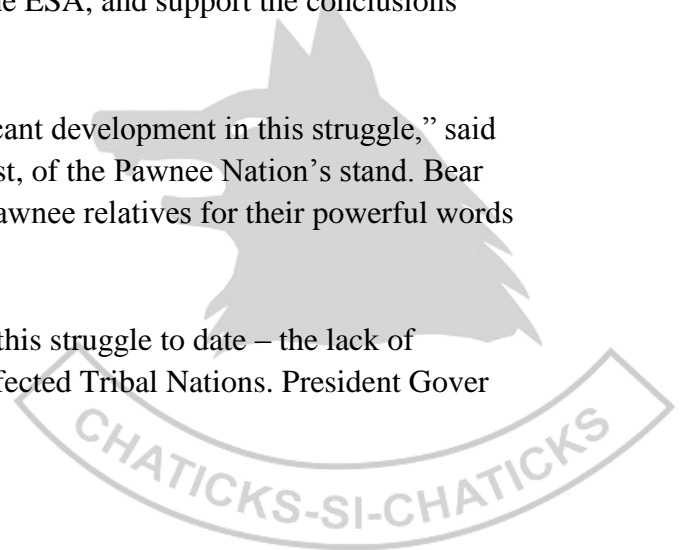 e ESA, and support the conclusions
cant development in this struggle,” said
st, of the Pawnee Nation’s stand. Bear
awnee relatives for their powerful words
this struggle to date – the lack of
fected Tribal Nations. President Gover
CHATICKS-SI-CHATICKS